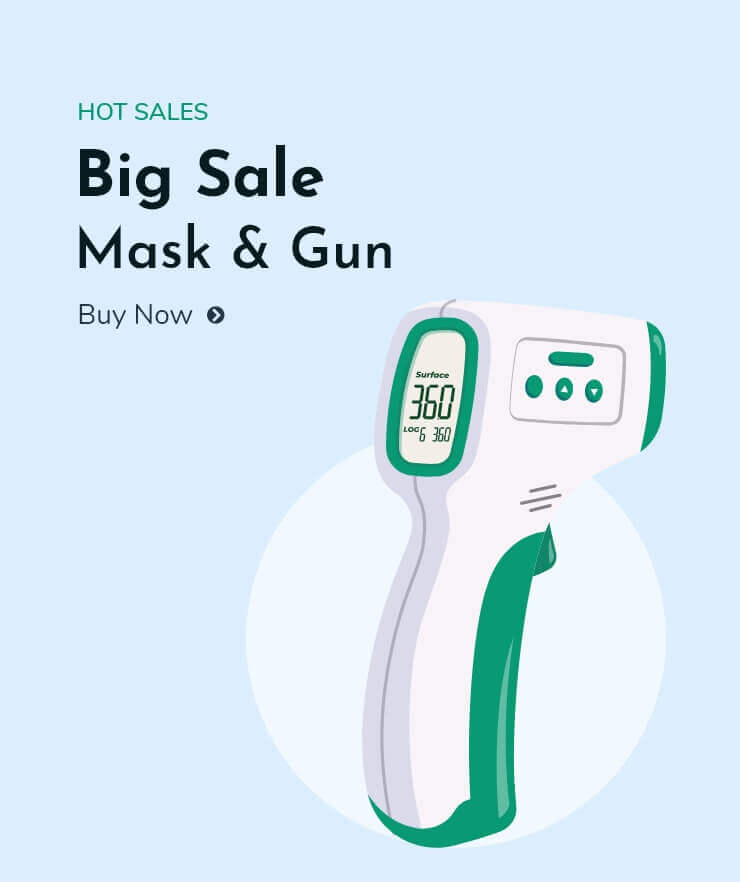 HOT SALES
Big Sale
Mask & Gun
Buy Now
Surface
360
LOG 6 360